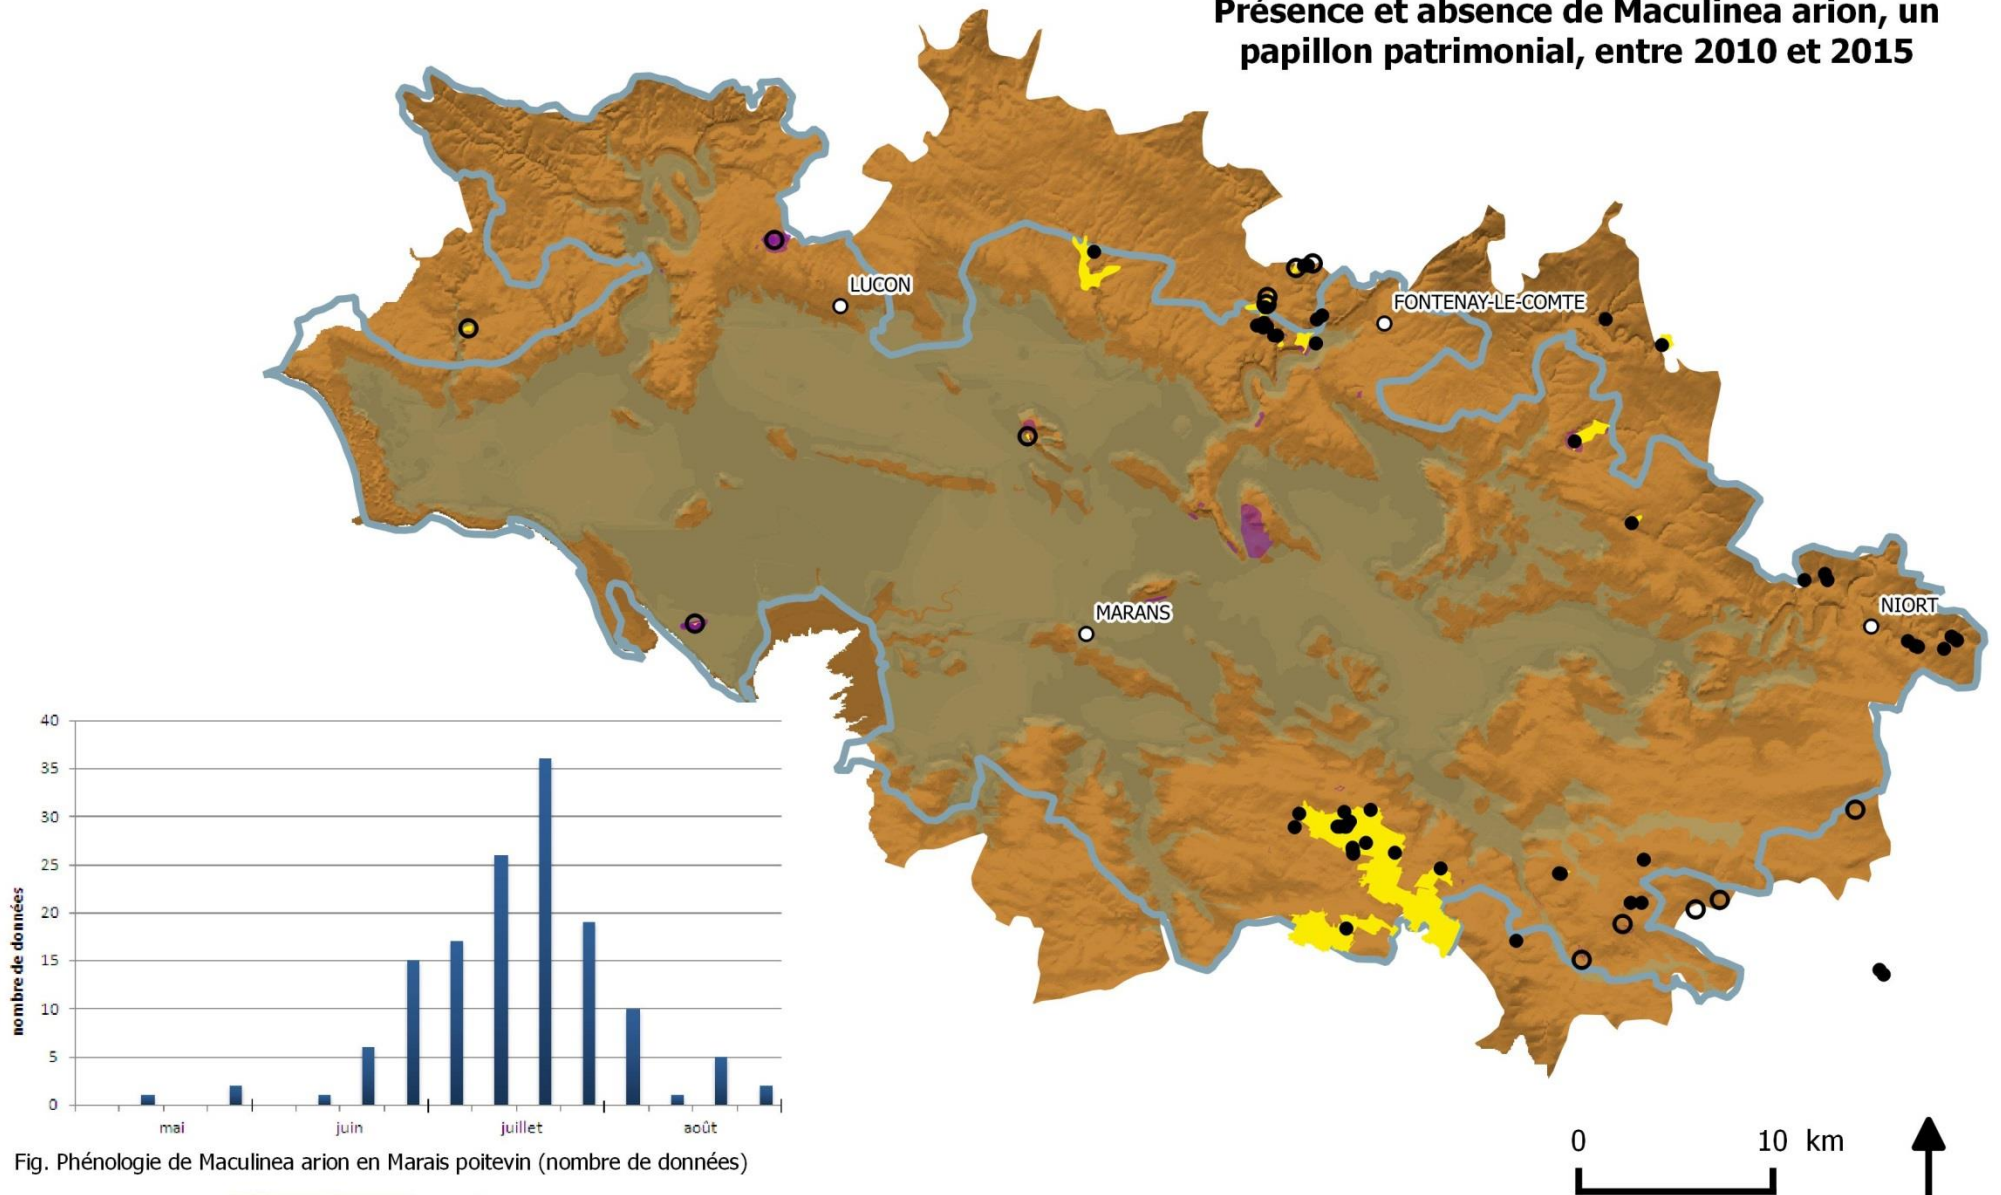 Présence et absence de Maculinea arion, un
papillon patrimonial, entre 2010 et 2015
LUCON
FONTENAY-LE-COMTE
MARANS
NIORT
40
35
30
25
20
15
10
5
0
nombre de données
mai juin juillet août
Fig. Phénologie de Maculinea arion en Marais poitevin (nombre de données)
0 10 km